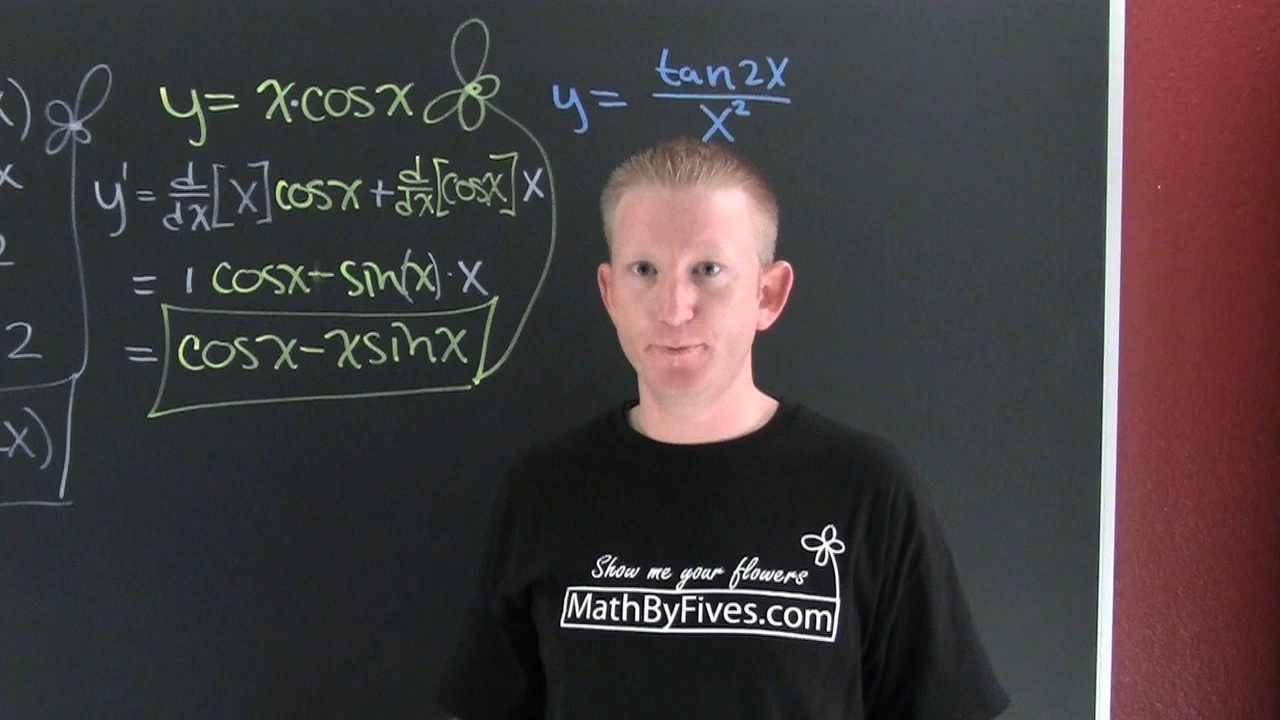 x)
x
2
2
x)
y = x·cosx
y' = d/dx[x]cosx + d/dx[cosx]x
= 1 cosx - sin(x)·x
= cosx - xsinx
y = tan2x/x²
Show me your flowers
MathByFives.com